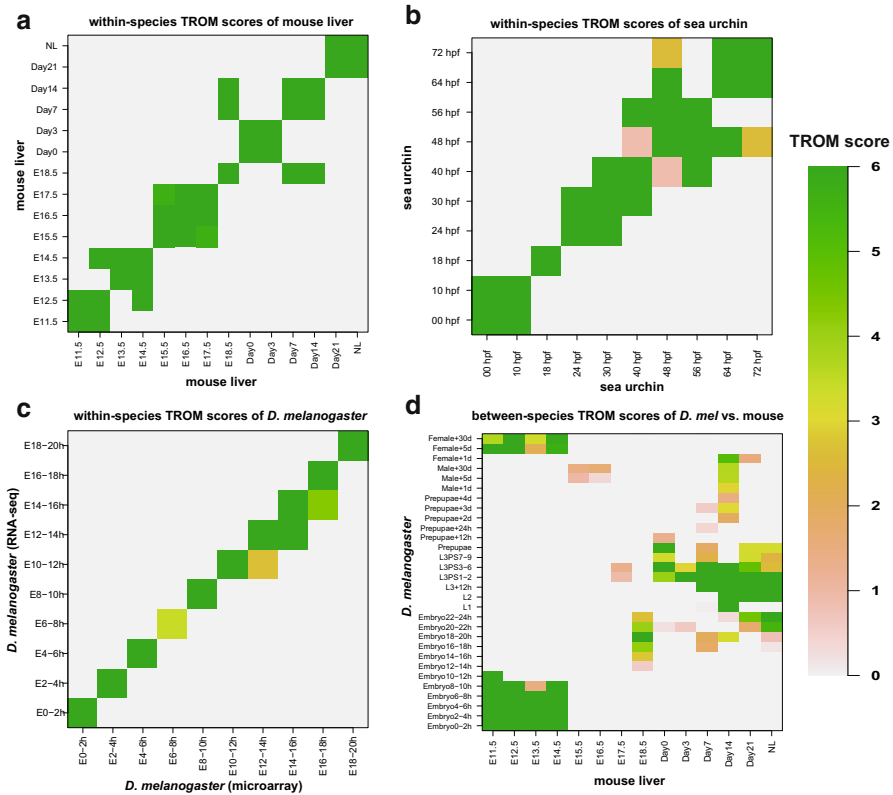 a
within-species TROM scores of mouse liver
NL
Day21
Day14
Day7
Day3
Day0
E18.5
E17.5
E16.5
E15.5
E14.5
E13.5
E12.5
E11.5
mouse liver
E11.5
E12.5
E13.5
E14.5
E15.5
E16.5
E17.5
E18.5
Day0
Day3
Day7
Day14
Day21
NL
mouse liver
b
within-species TROM scores of sea urchin
72 hpf
64 hpf
56 hpf
48 hpf
40 hpf
30 hpf
24 hpf
18 hpf
10 hpf
00 hpf
sea urchin
00 hpf
10 hpf
18 hpf
24 hpf
30 hpf
40 hpf
48 hpf
56 hpf
64 hpf
72 hpf
sea urchin
TROM score
6
5
4
3
2
1
0
c
within-species TROM scores of D. melanogaster
E18-20h
E16-18h
E14-16h
E12-14h
E10-12h
E8-10h
E6-8h
E4-6h
E2-4h
E0-2h
D. melanogaster (RNA-seq)
E0-2h
E2-4h
E4-6h
E6-8h
E8-10h
E10-12h
E12-14h
E14-16h
E16-18h
E18-20h
D. melanogaster (microarray)
d
between-species TROM scores of D. mel vs. mouse
Female+30d
Female+5d
Female+1d
Male+30d
Male+5d
Male+1d
Prepupae+4d
Prepupae+3d
Prepupae+2d
Prepupae+24h
Prepupae+12h
Prepupae
L3PS7-9
L3PS3-6
L3PS1-2
L3+12h
L2
L1
Embryo22-24h
Embryo20-22h
Embryo18-20h
Embryo16-18h
Embryo14-16h
Embryo12-14h
Embryo10-12h
Embryo8-10h
Embryo6-8h
Embryo4-6h
Embryo2-4h
Embryo0-2h
D. melanogaster
E11.5
E12.5
E13.5
E14.5
E15.5
E16.5
E17.5
E18.5
Day0
Day3
Day7
Day14
Day21
NL
mouse liver